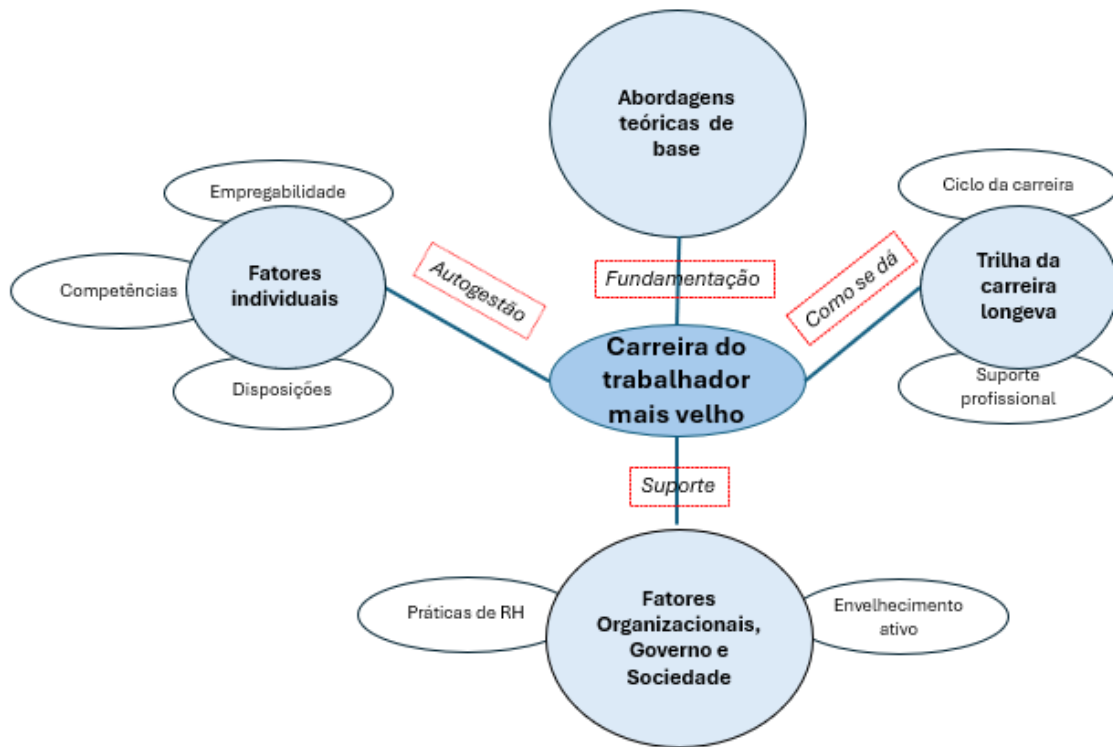 Abordagens
teóricas de
base
Empregabilidade
Competências
Fatores
individuais
Disposições
Autogestão
Fundamentação
Como se dá
Ciclo da carreira
Trilha da
carreira
longeva
Suporte
profissional
Carreira do
trabalhador
mais velho
Suporte
Práticas de RH
Fatores
Organizacionais,
Governo e
Sociedade
Envelhecimento
ativo